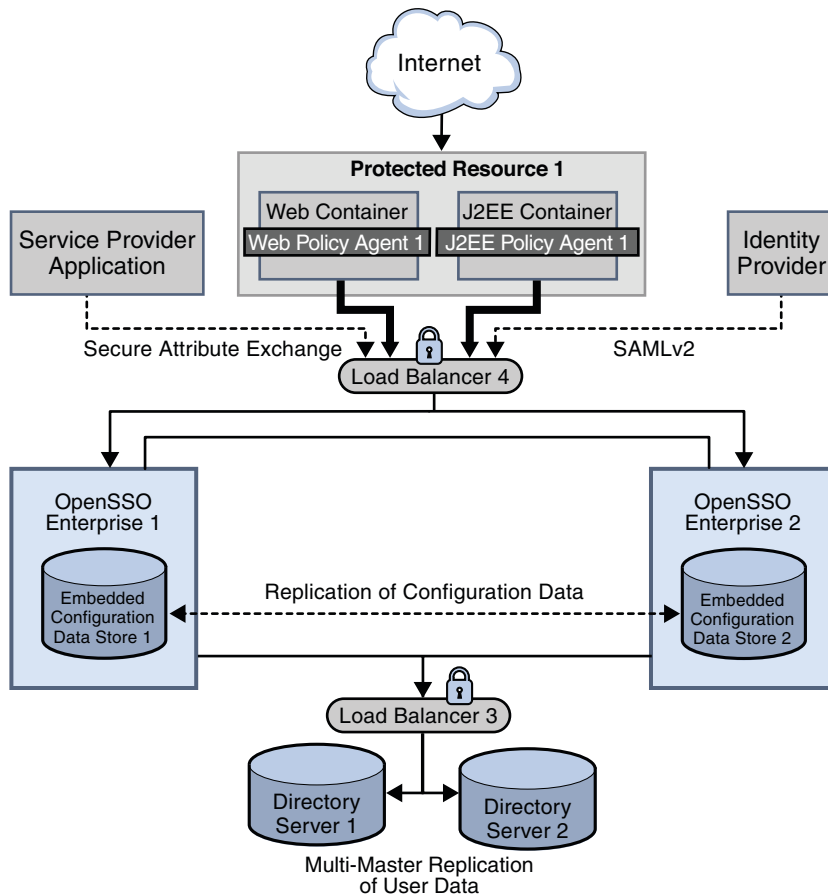 Internet
Protected Resource 1
Web Container
Web Policy Agent 1
J2EE Container
J2EE Policy Agent 1
Service Provider
Application
Identity
Provider
Secure Attribute Exchange
SAMLv2
Load Balancer 4
OpenSSO
Enterprise 1
Embedded
Configuration
Data Store 1
Replication of Configuration Data
OpenSSO
Enterprise 2
Embedded
Configuration
Data Store 2
Load Balancer 3
Directory
Server 1
Directory
Server 2
Multi-Master Replication
of User Data